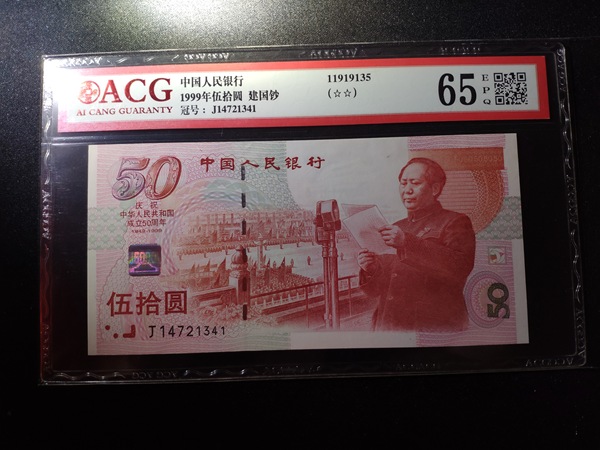 ACG
AI CANG GUARANTY
中国人民银行
1999年伍拾圆 建国钞
冠号: J14721341
11919135
(☆☆)
65
EPQ
50
中国人民银行
庆祝
中华人民共和国
成立50周年
1949-1999
伍拾圆
J14721341
50